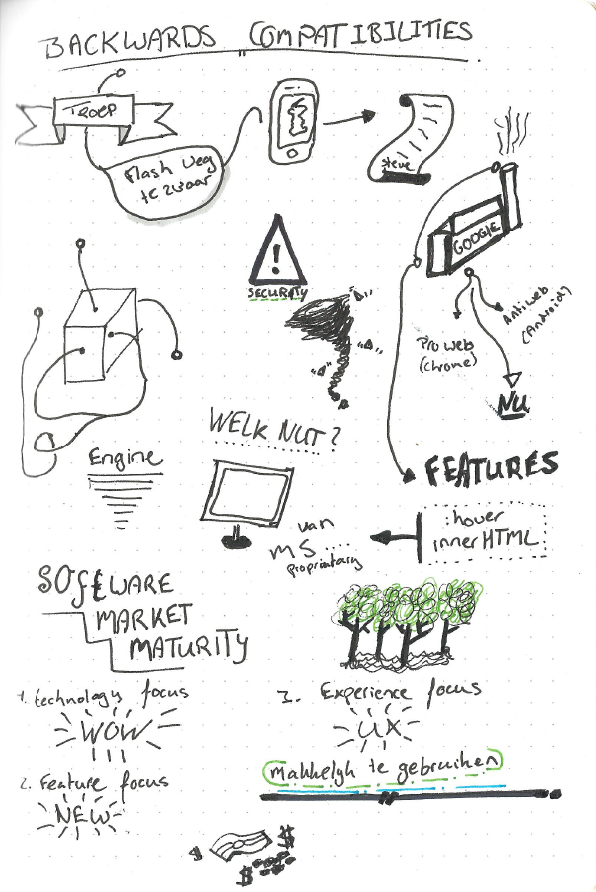 BACKWARDS COMPATIBILITIES
TROEP
Flash weg
te zwaar
Steve
GOOGLE
SECURITY
Pro web
(chrome)
Anti web
(Android?)
NU
WELK NUT?
Engine
FEATURES
:hover
innerHTML
van
MS
proprietary
SOftWARE
MARKET
MATURITY
1. technology focus
WOW
2. Feature focus
NEW
3. Experience focus
UX
Makkelijk te gebruiken
$
$